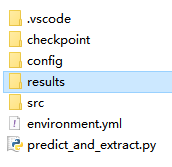 .vscode
checkpoint
config
results
src
environment.yml
predict_and_extract.py